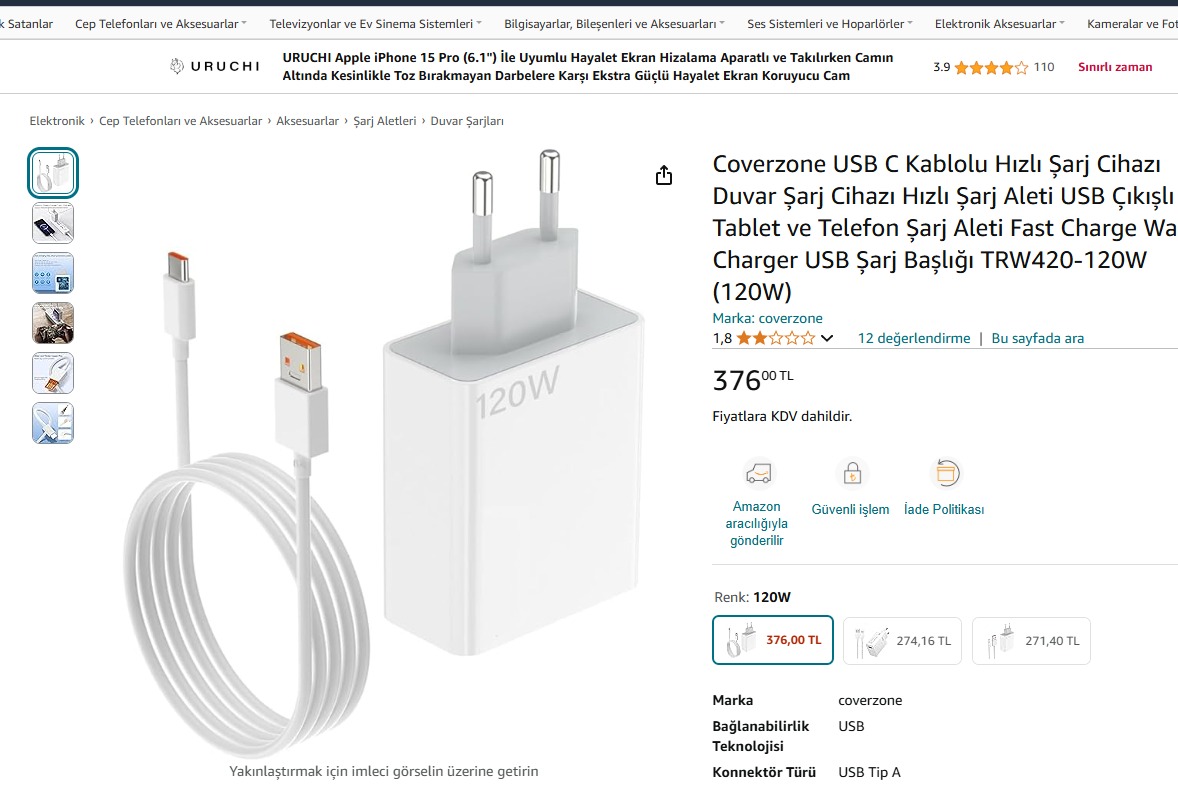 k Satanlar
Cep Telefonları ve Aksesuarlar
Televizyonlar ve Ev Sinema Sistemleri
Bilgisayarlar, Bileşenleri ve Aksesuarları
Ses Sistemleri ve Hoparlörler
Elektronik Aksesuarlar
Kameralar ve Fot
URUCHI
URUCHI Apple iPhone 15 Pro (6.1") İle Uyumlu Hayalet Ekran Hizalama Aparatlı ve Takılırken Camın
Altında Kesinlikle Toz Bırakmayan Darbelere Karşı Ekstra Güçlü Hayalet Ekran Koruyucu Cam
3.9
110
Sınırlı zaman
Elektronik › Cep Telefonları ve Aksesuarlar › Aksesuarlar › Şarj Aletleri › Duvar Şarjları
120W
Yakınlaştırmak için imleci görselin üzerine getirin
Coverzone USB C Kablolu Hızlı Şarj Cihazı
Duvar Şarj Cihazı Hızlı Şarj Aleti USB Çıkışlı
Tablet ve Telefon Şarj Aleti Fast Charge Wa
Charger USB Şarj Başlığı TRW420-120W
(120W)
Marka: coverzone
1,8
12 değerlendirme | Bu sayfada ara
37600 TL
Fiyatlara KDV dahildir.
Amazon
aracılığıyla
gönderilir
Güvenli işlem
İade Politikası
Renk: 120W
376,00 TL
274,16 TL
271,40 TL
Marka coverzone
Bağlanabilirlik USB
Teknolojisi
Konnektör Türü USB Tip A